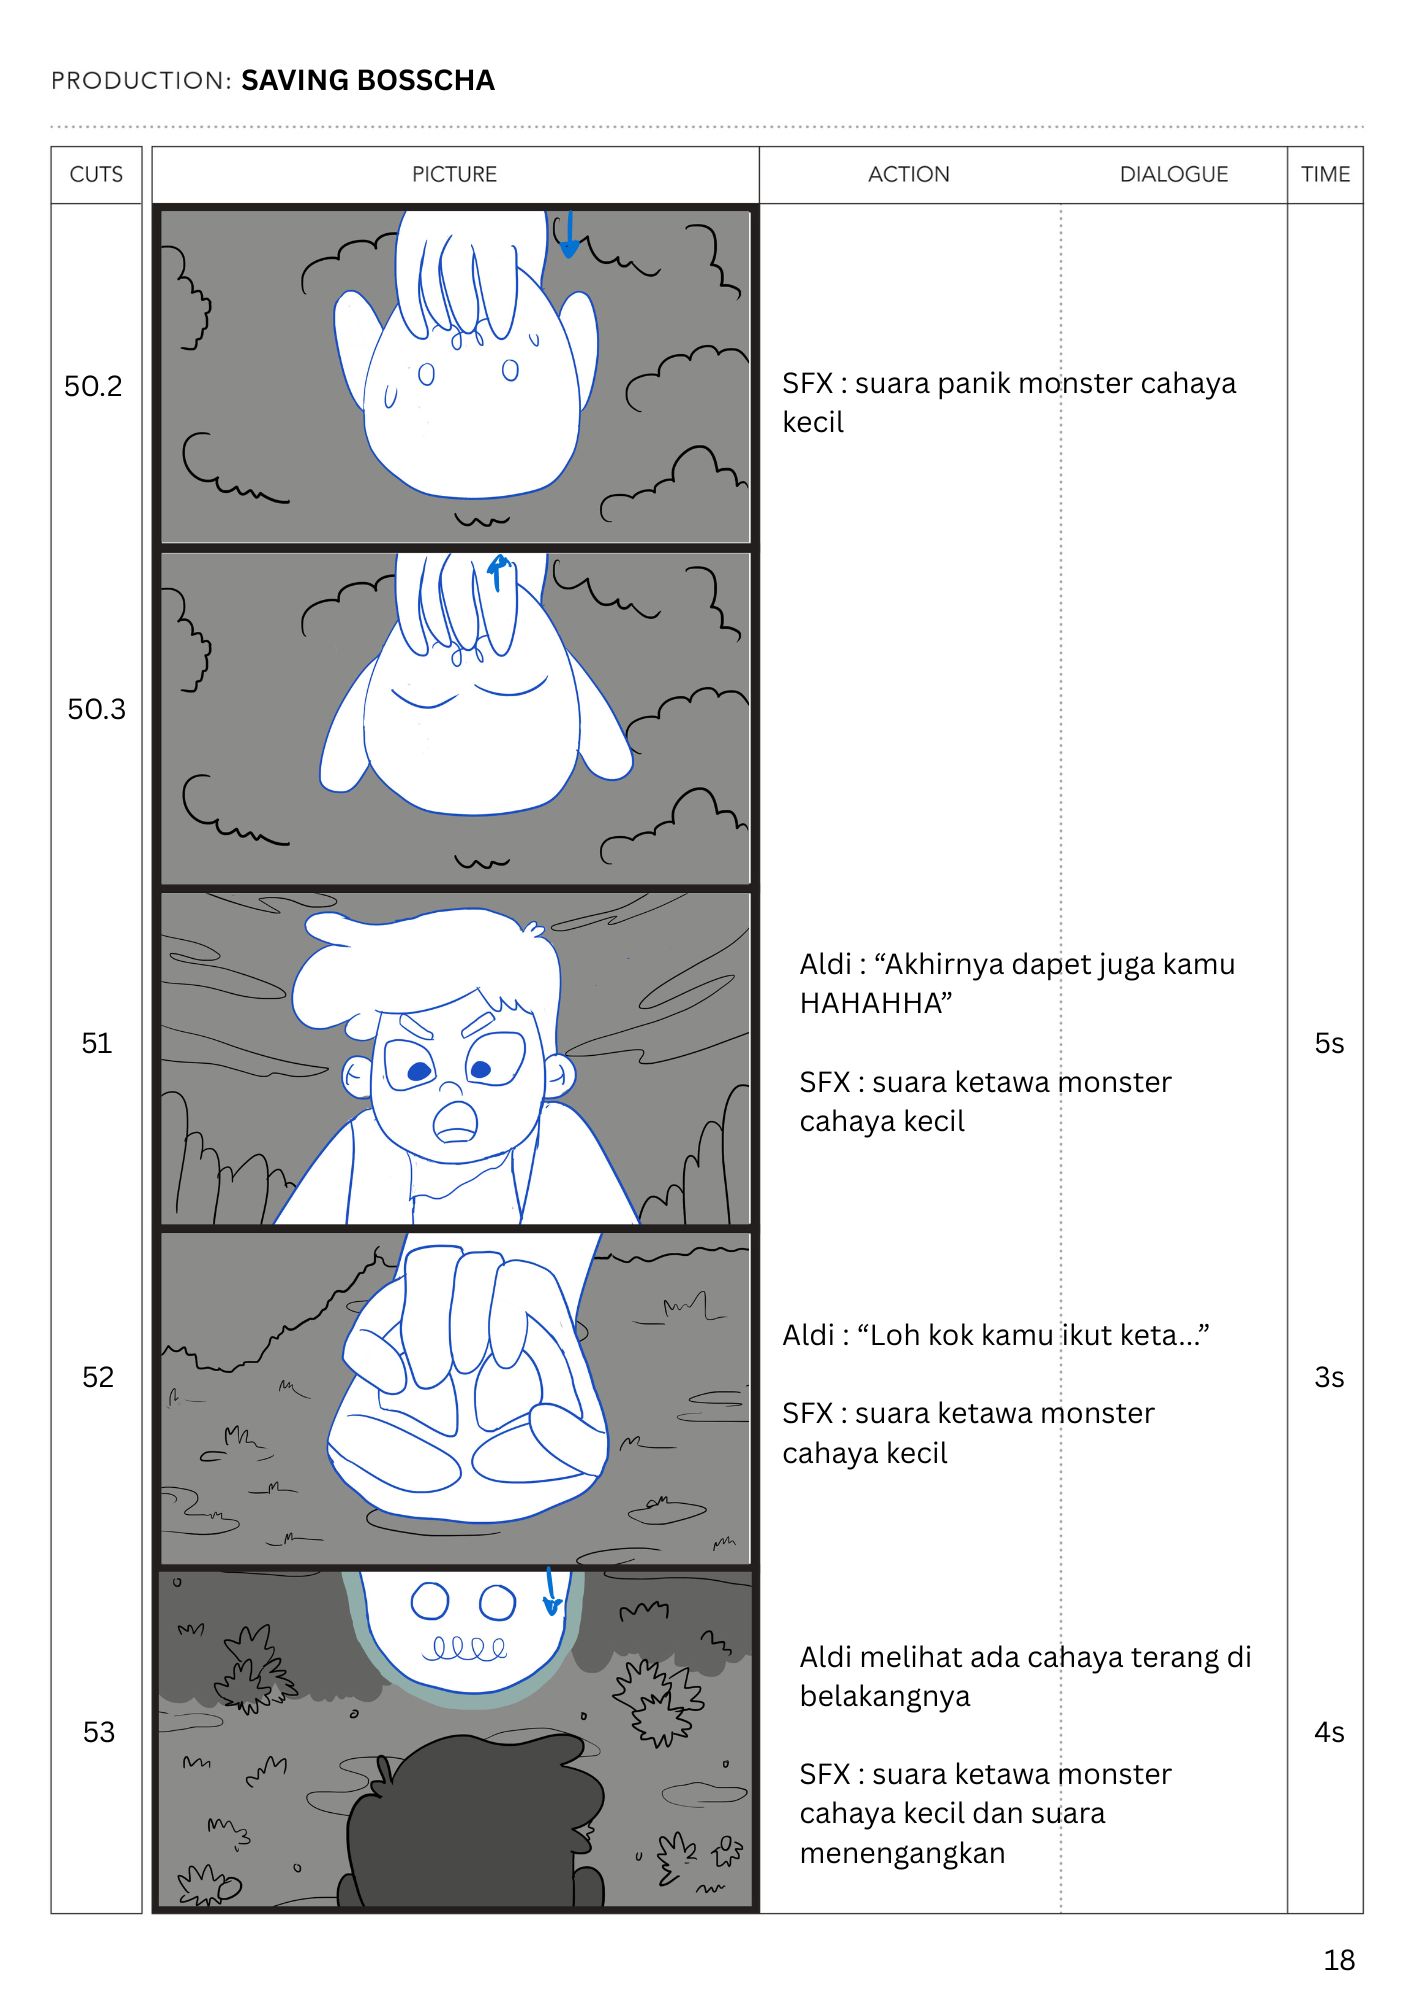 PRODUCTION: SAVING BOSSCHA
CUTS
PICTURE
ACTION
DIALOGUE
TIME
50.2
SFX : suara panik monster cahaya
kecil
50.3
51
Aldi : “Akhirnya dapet juga kamu
HAHAHHA”
SFX : suara ketawa monster
cahaya kecil
5s
52
Aldi : “Loh kok kamu ikut keta...”
SFX : suara ketawa monster
cahaya kecil
3s
53
Aldi melihat ada cahaya terang di
belakangnya
SFX : suara ketawa monster
cahaya kecil dan suara
menengangkan
4s
18